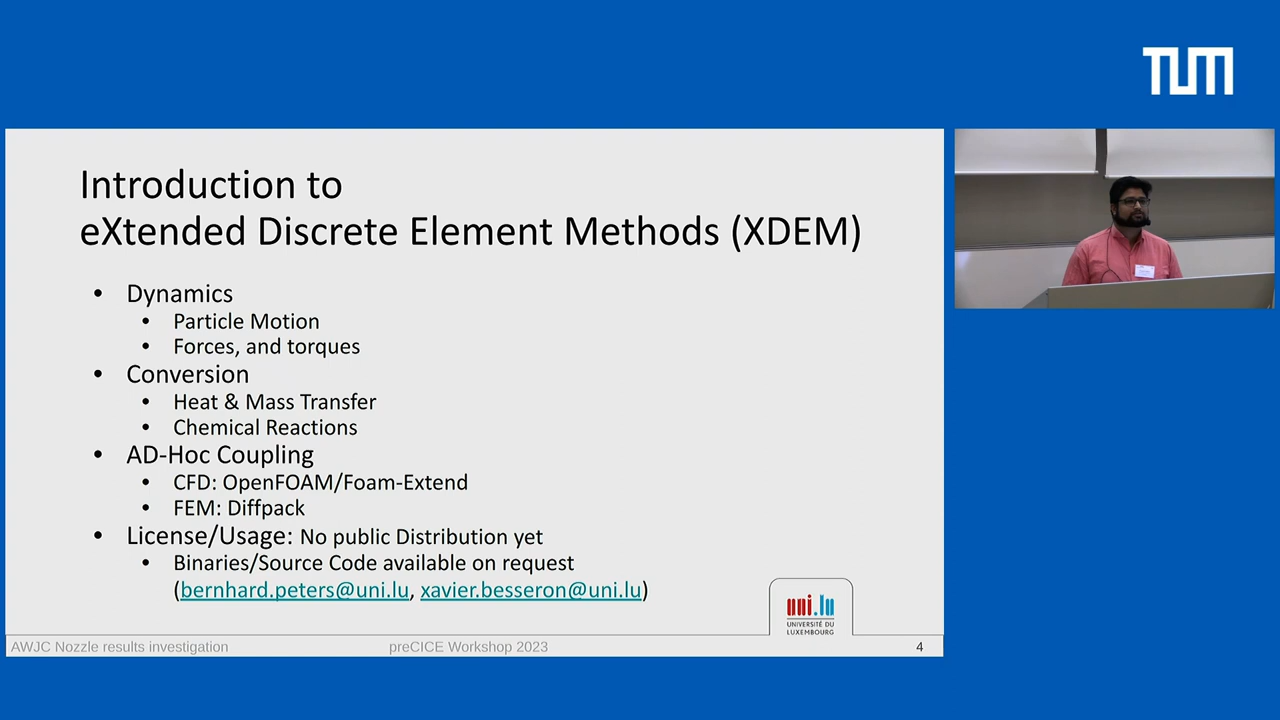 TUM
Introduction to
eXtended Discrete Element Methods (XDEM)
• Dynamics
• Particle Motion
• Forces, and torques
• Conversion
• Heat & Mass Transfer
• Chemical Reactions
• AD-Hoc Coupling
• CFD: OpenFOAM/Foam-Extend
• FEM: Diffpack
• License/Usage: No public Distribution yet
• Binaries/Source Code available on request
(bernhard.peters@uni.lu, xavier.besseron@uni.lu)
uni.lu
UNIVERSITÉ DU
LUXEMBOURG
AWJC Nozzle results investigation preCICE Workshop 2023 4